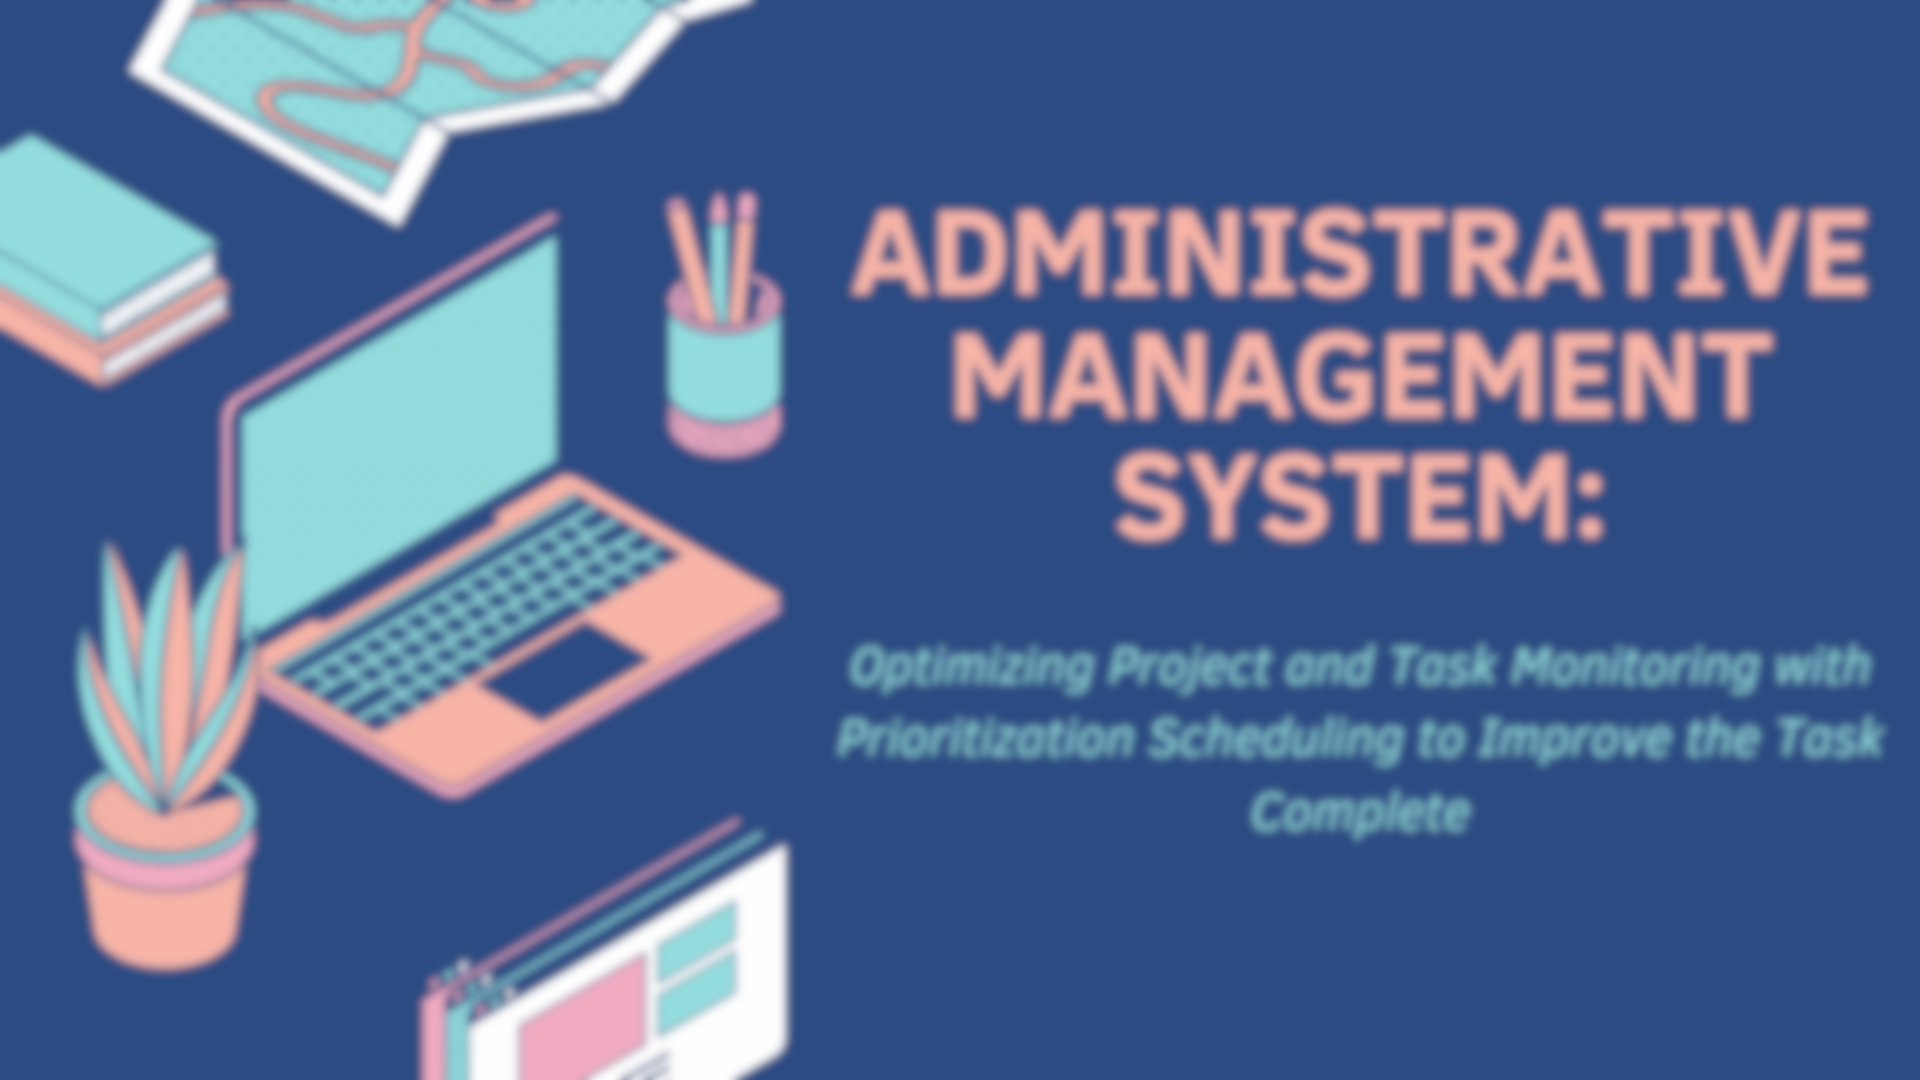 ADMINISTRATIVE
MANAGEMENT
SYSTEM:
Optimizing Project and Task Monitoring with
Prioritization Scheduling to Improve the Task
Complete